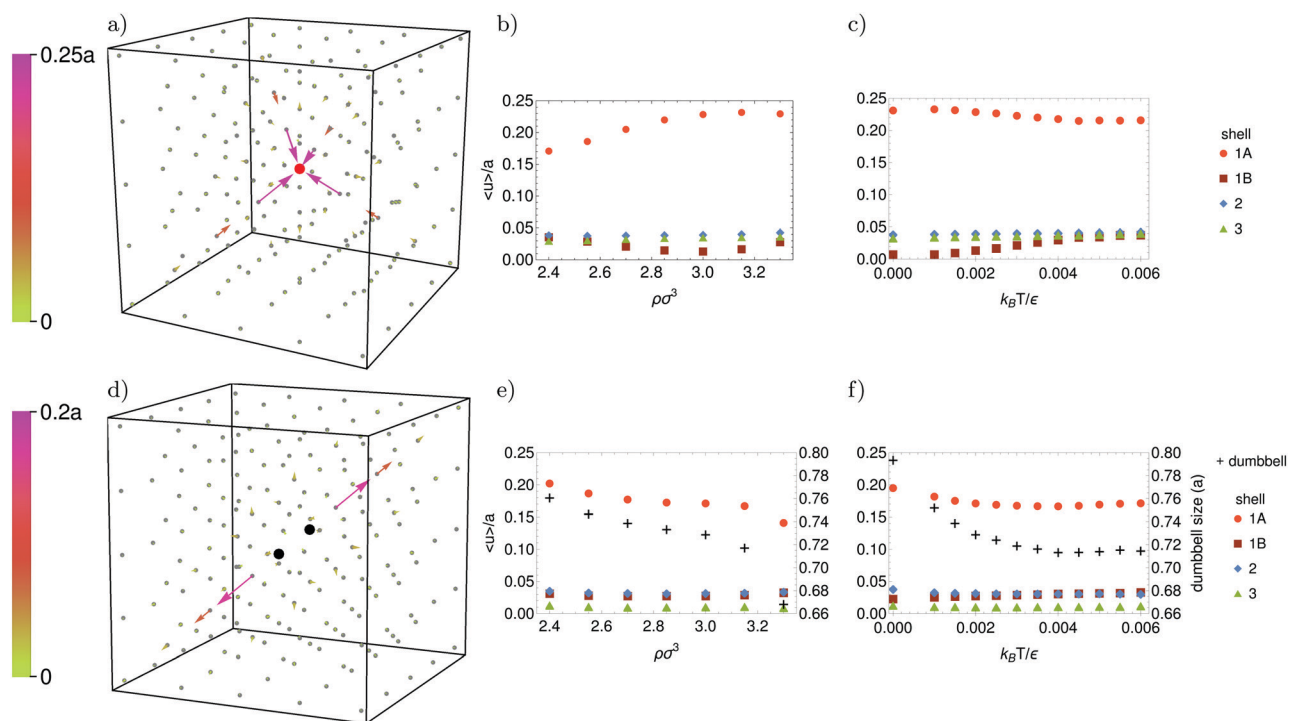 a)
0.25a
0
b)
<u>/a
0.25
0.20
0.15
0.10
0.05
0.00
2.4 2.6 2.8 3.0 3.2
ρσ³
c)
0.25
0.20
0.15
0.10
0.05
0.00
0.000 0.002 0.004 0.006
k_BT/ϵ
shell
1A
1B
2
3
d)
0.2a
0
e)
<u>/a
0.25
0.20
0.15
0.10
0.05
0.00
0.80
0.78
0.76
0.74
0.72
0.70
0.68
0.66
2.4 2.6 2.8 3.0 3.2
ρσ³
f)
0.25
0.20
0.15
0.10
0.05
0.00
0.80
0.78
0.76
0.74
0.72
0.70
0.68
0.66
dumbbell size (a)
0.000 0.002 0.004 0.006
k_BT/ϵ
+ dumbbell
shell
1A
1B
2
3